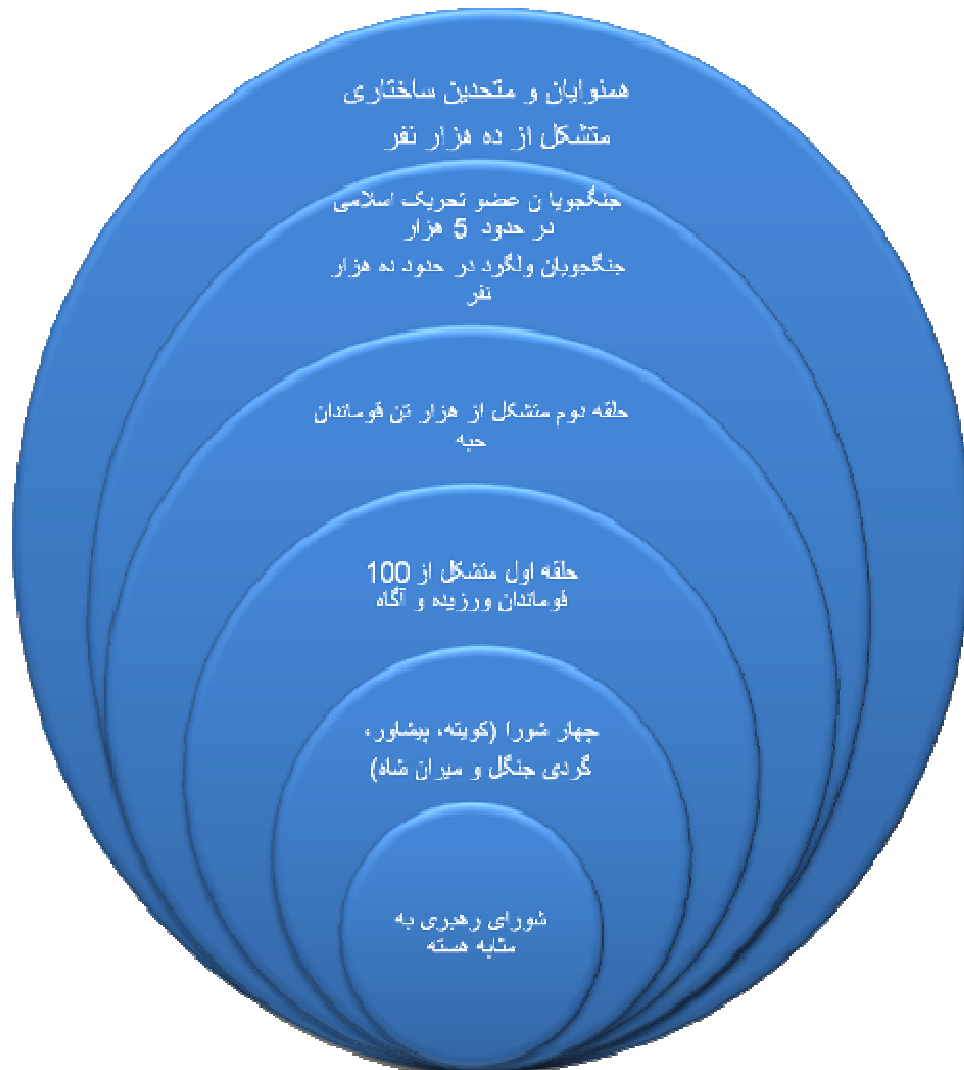 همنوایان و متحدین ساختاری
متشکل از ده هزار نفر
جنگجویا ن عضو تحریک اسلامی
در حدود 5 هزار
جنگجویان ولگرد در حدود ده هزار
نفر
حلقه دوم متشکل از هزار تن قوماندان
جبه
حلقه اول متشکل از 100
قوماندان ورزیده و آگاه
چهار شورا (کویته، پیشاور،
گردی جنگل و میران شاه)
شورای رهبری به
مثابه هسته